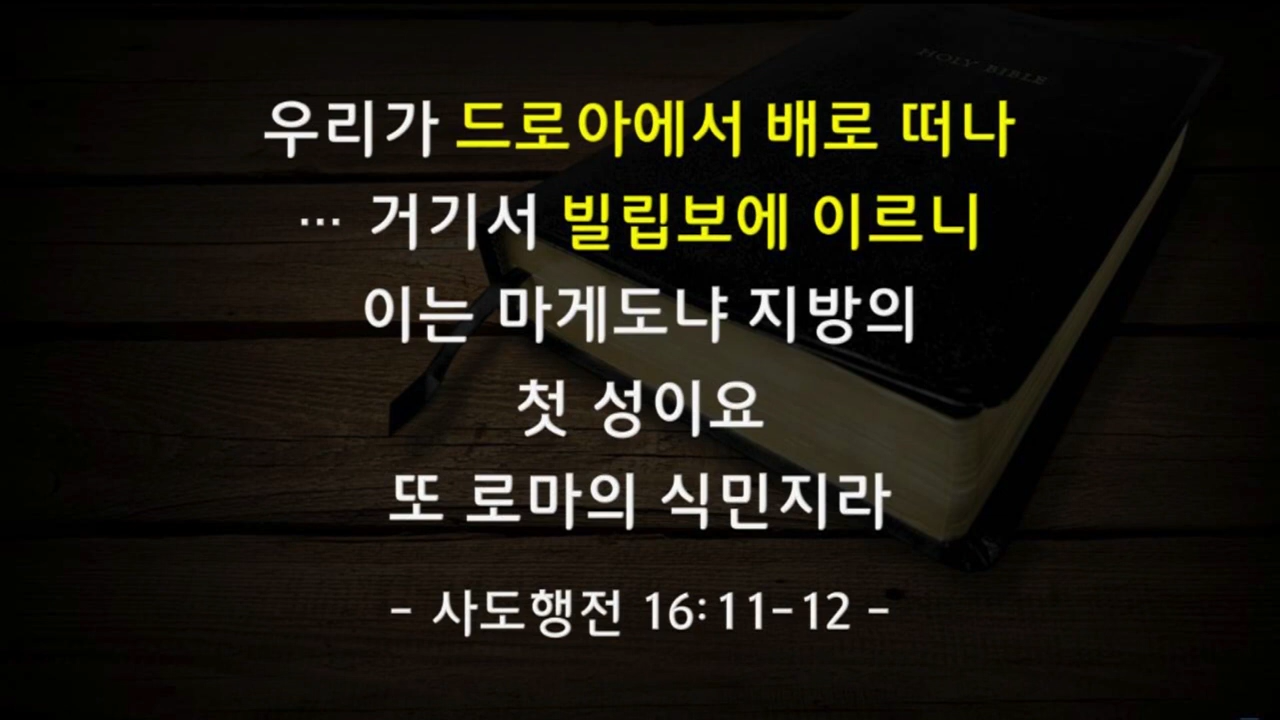 HOLY BIBLE
우리가 드로아에서 배로 떠나
… 거기서 빌립보에 이르니
이는 마게도냐 지방의
첫 성이요
또 로마의 식민지라
- 사도행전 16:11-12 -